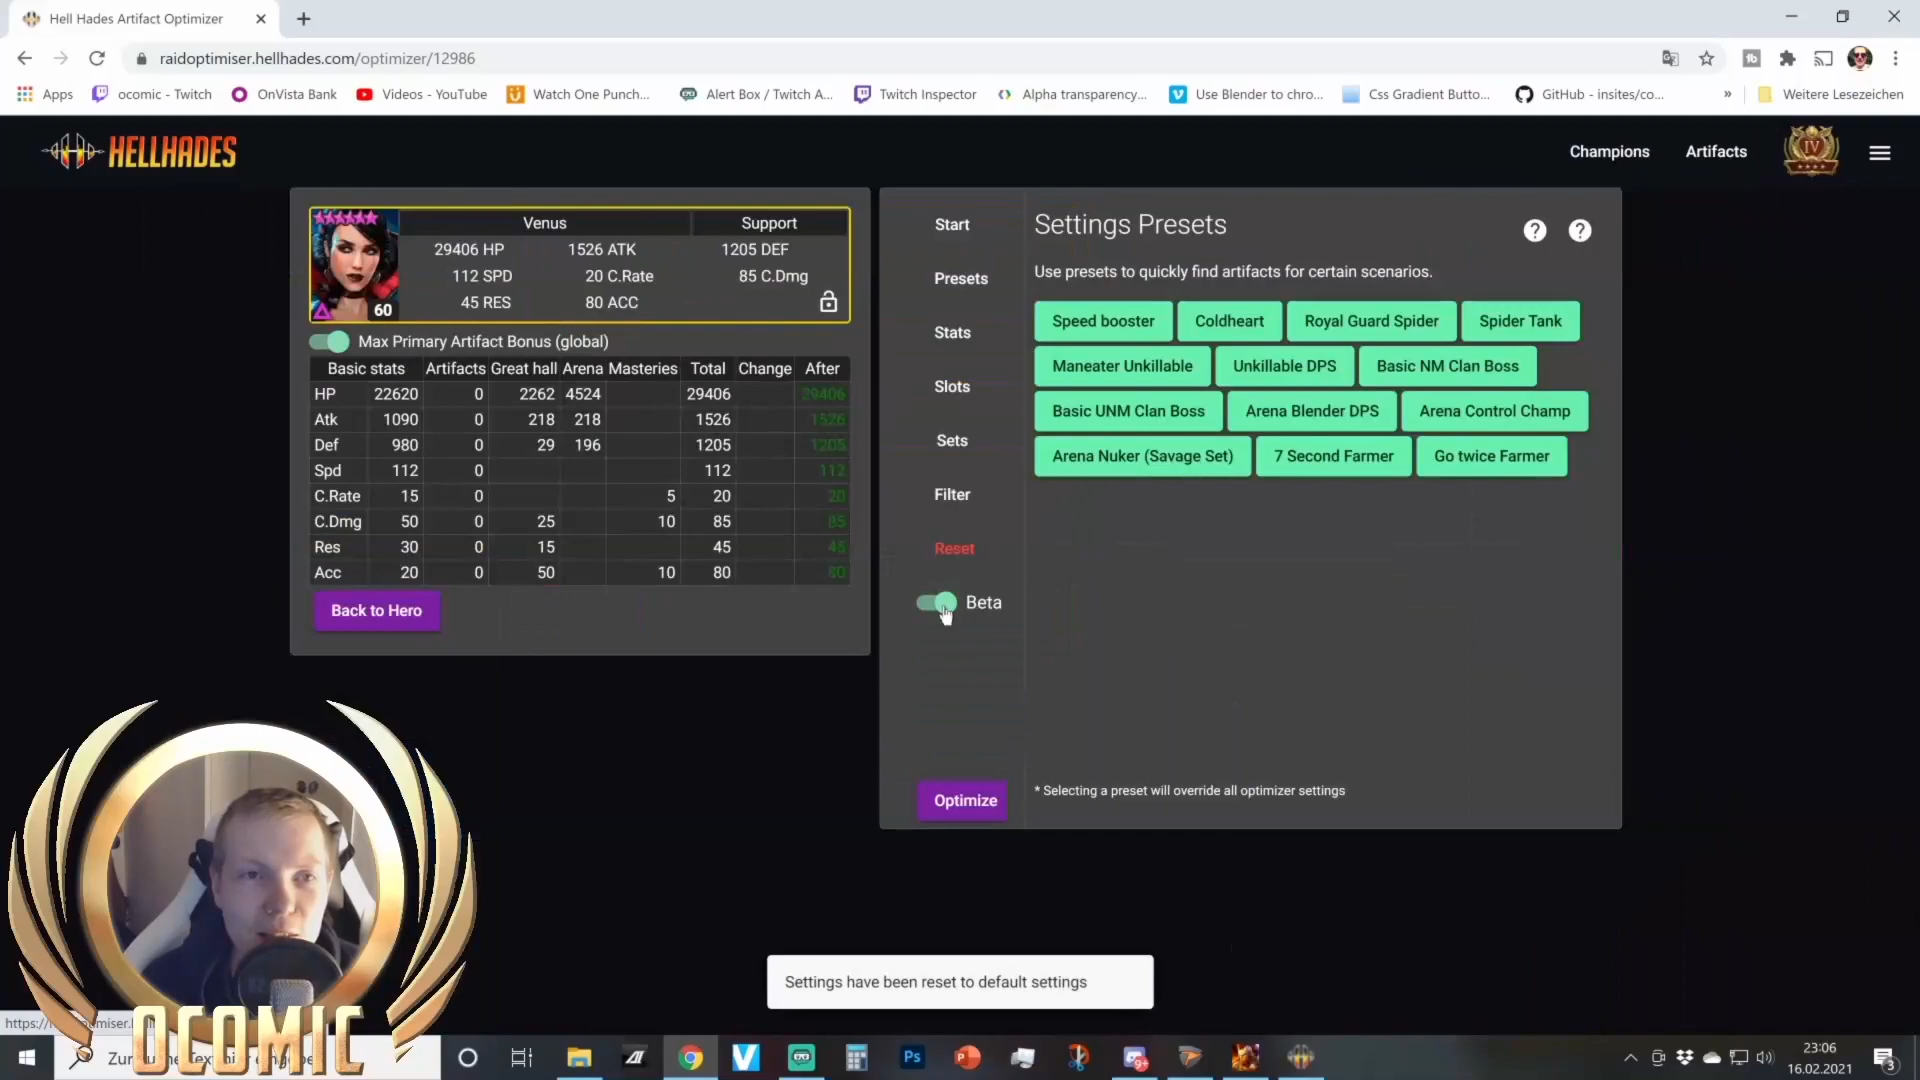 Hell Hades Artifact Optimizer
raidoptimiser.hellhades.com/optimizer/12986
Apps ocomic - Twitch OnVista Bank Videos - YouTube Watch One Punch... Alert Box / Twitch A... Twitch Inspector Alpha transparency... Use Blender to chro... Css Gradient Butto... GitHub - insites/co... » Weitere Lesezeichen
HELLHADES
Champions Artifacts IV
Venus Support
29406 HP 1526 ATK 1205 DEF
112 SPD 20 C.Rate 85 C.Dmg
45 RES 80 ACC
60
Max Primary Artifact Bonus (global)
Basic stats Artifacts Great hall Arena Masteries Total Change After
HP 22620 0 2262 4524 29406 29406
Atk 1090 0 218 218 1526 1526
Def 980 0 29 196 1205 1205
Spd 112 0 112 112
C.Rate 15 0 5 20 20
C.Dmg 50 0 25 10 85 85
Res 30 0 15 45 45
Acc 20 0 50 10 80 80
Back to Hero
Start
Presets
Stats
Slots
Sets
Filter
Reset
Beta
Optimize
Settings Presets
Use presets to quickly find artifacts for certain scenarios.
Speed booster Coldheart Royal Guard Spider Spider Tank
Maneater Unkillable Unkillable DPS Basic NM Clan Boss
Basic UNM Clan Boss Arena Blender DPS Arena Control Champ
Arena Nuker (Savage Set) 7 Second Farmer Go twice Farmer
* Selecting a preset will override all optimizer settings
Settings have been reset to default settings
OCOMIC
23:06
16.02.2021